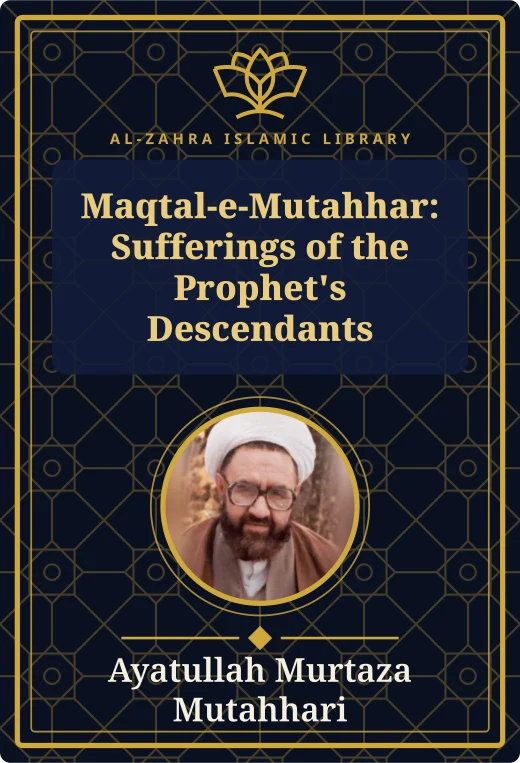 AL-ZAHRA ISLAMIC LIBRARY
Maqtal-e-Mutahhar:
Sufferings of the
Prophet's
Descendants
Ayatullah Murtaza
Mutahhari